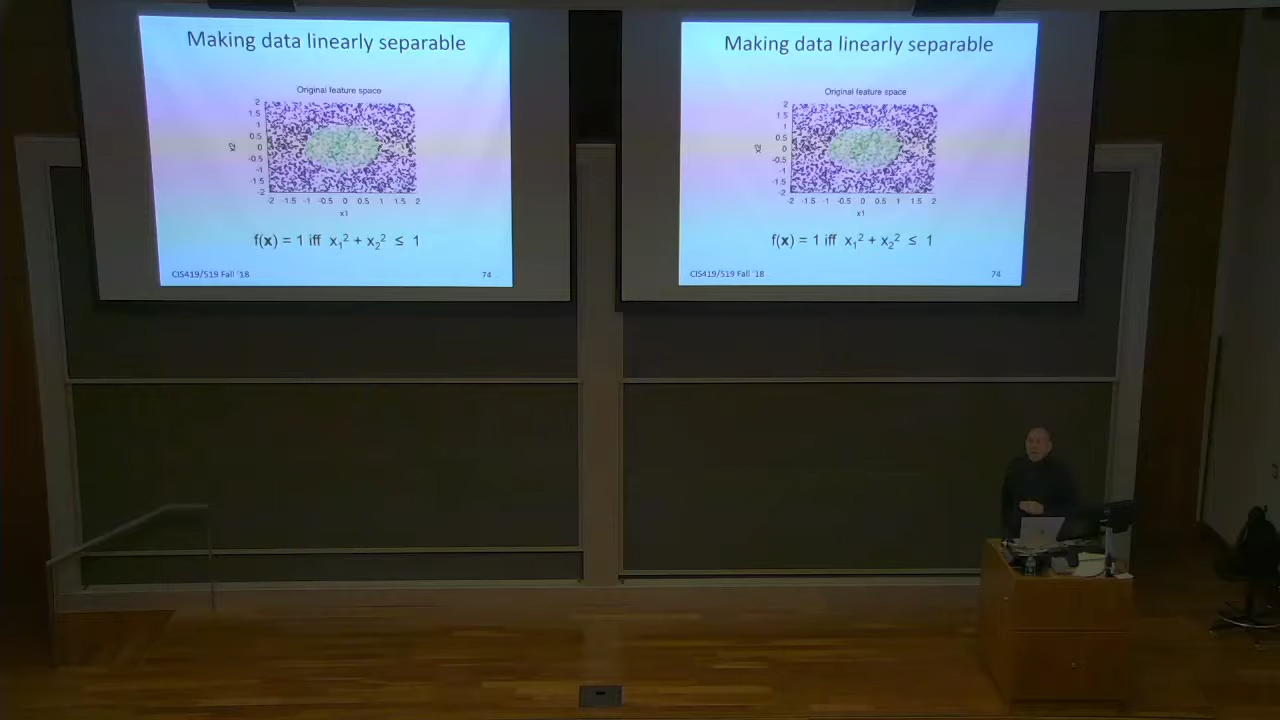 Making data linearly separable
Original feature space
2
1.5
1
0.5
0
-0.5
-1
-1.5
-2
x2
-2 -1.5 -1 -0.5 0 0.5 1 1.5 2
x1
f(x) = 1 iff x₁² + x₂² ≤ 1
CIS419/519 Fall '18
74
Making data linearly separable
Original feature space
2
1.5
1
0.5
0
-0.5
-1
-1.5
-2
x2
-2 -1.5 -1 -0.5 0 0.5 1 1.5 2
x1
f(x) = 1 iff x₁² + x₂² ≤ 1
CIS419/519 Fall '18
74